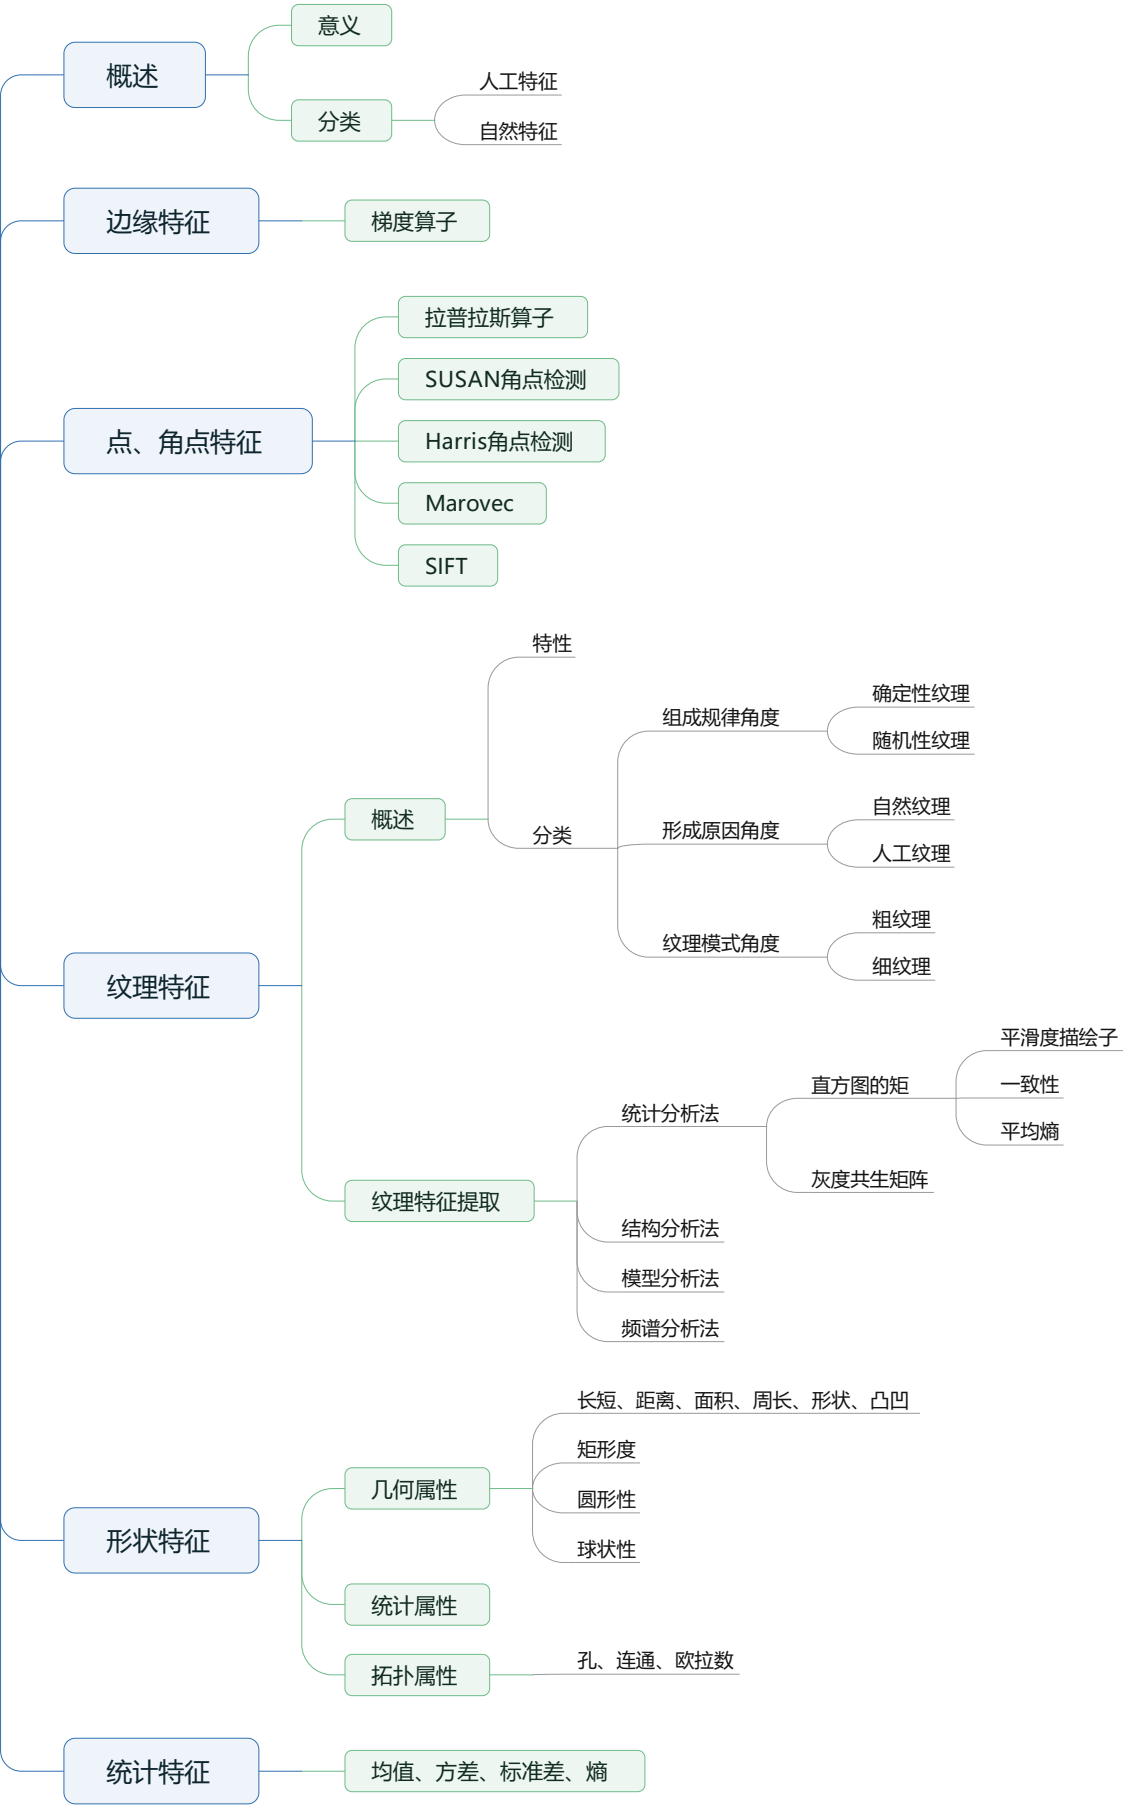 概述
意义
分类
人工特征
自然特征
边缘特征
梯度算子
点、角点特征
拉普拉斯算子
SUSAN角点检测
Harris角点检测
Marovec
SIFT
纹理特征
概述
特性
分类
组成规律角度
确定性纹理
随机性纹理
形成原因角度
自然纹理
人工纹理
纹理模式角度
粗纹理
细纹理
纹理特征提取
统计分析法
直方图的矩
平滑度描绘子
一致性
平均熵
灰度共生矩阵
结构分析法
模型分析法
频谱分析法
形状特征
几何属性
长短、距离、面积、周长、形状、凸凹
矩形度
圆形性
球状性
统计属性
拓扑属性
孔、连通、欧拉数
统计特征
均值、方差、标准差、熵